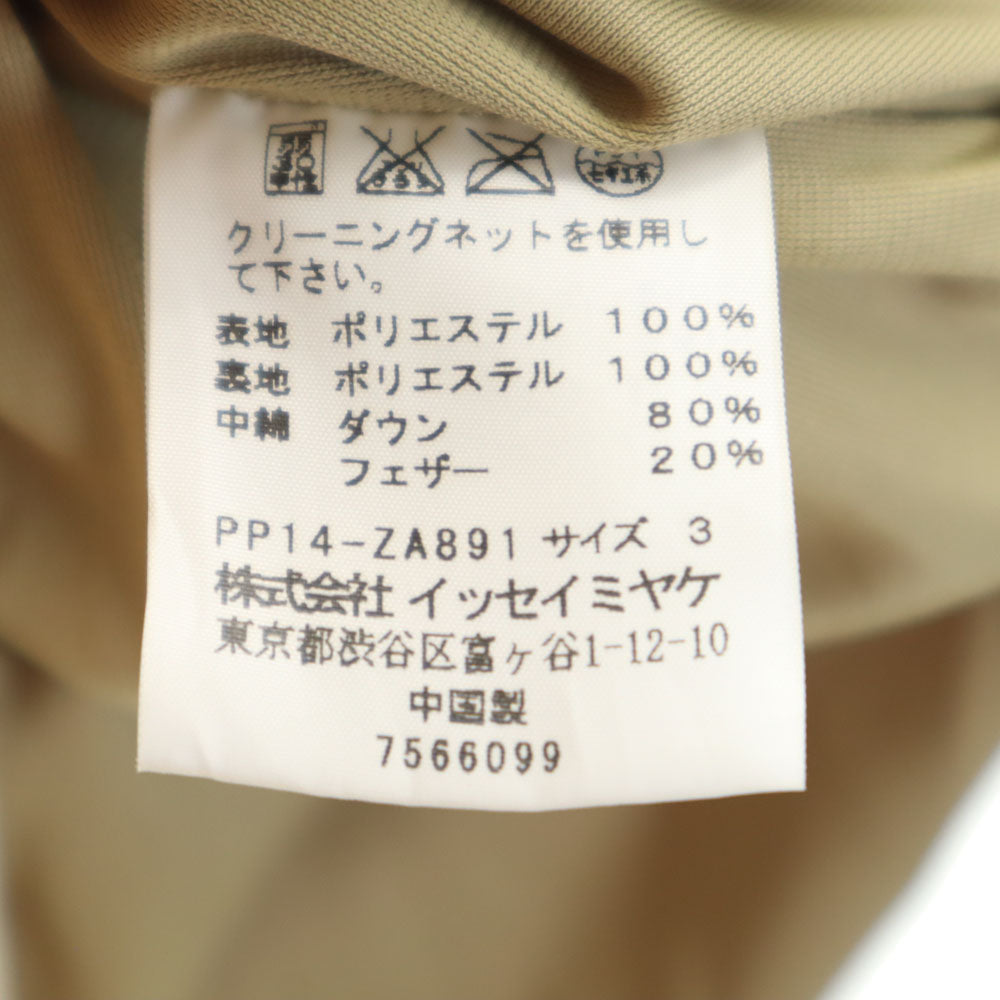 クリーニングネットを使用し
て下さい。
表地 ポリエステル 100%
裏地 ポリエステル 100%
中綿 ダウン 80%
フェザー 20%
PP14-ZA891 サイズ 3
株式会社 イッセイミヤケ
東京都渋谷区富ヶ谷1-12-10
中国製
7566099